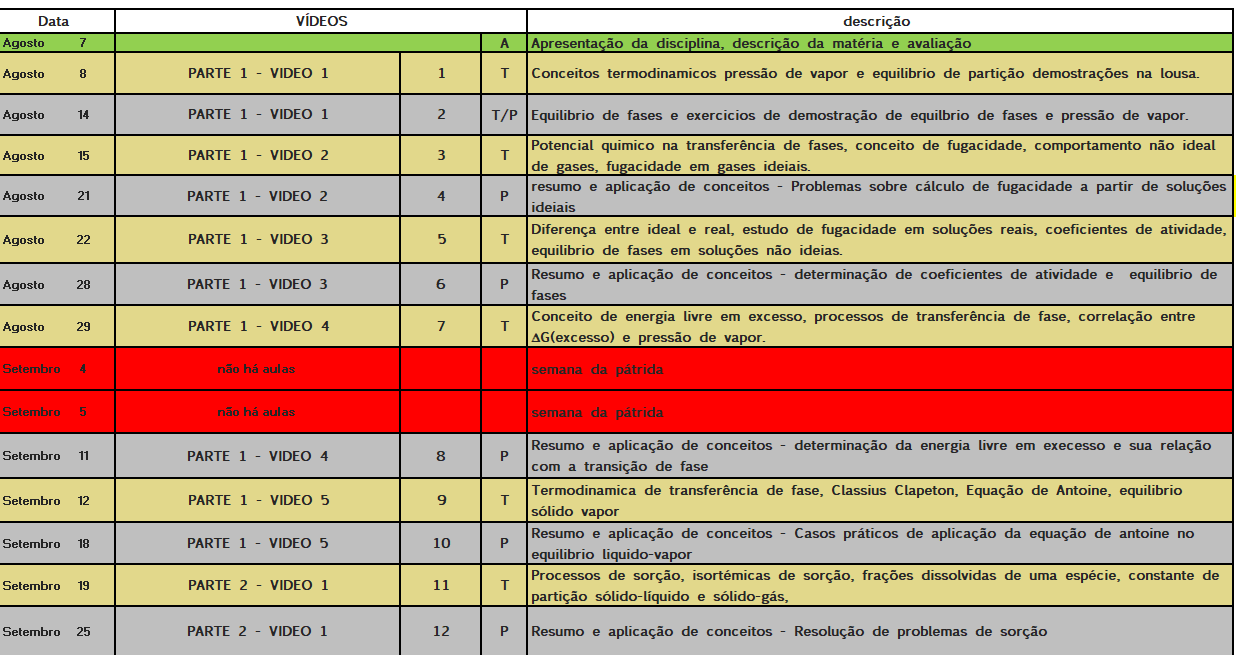 Data VÍDEOS descrição
Agosto 7 A Apresentação da disciplina, descrição da matéria e avaliação
Agosto 8 PARTE 1 - VIDEO 1 1 T Conceitos termodinamicos pressão de vapor e equilibrio de partição demostrações na lousa.
Agosto 14 PARTE 1 - VIDEO 1 2 T/P Equilibrio de fases e exercicios de demostração de equilbrio de fases e pressão de vapor.
Agosto 15 PARTE 1 - VIDEO 2 3 T Potencial quimico na transferência de fases, conceito de fugacidade, comportamento não ideal
de gases, fugacidade em gases ideiais.
Agosto 21 PARTE 1 - VIDEO 2 4 P resumo e aplicação de conceitos - Problemas sobre cálculo de fugacidade a partir de soluções
ideiais
Agosto 22 PARTE 1 - VIDEO 3 5 T Diferença entre ideal e real, estudo de fugacidade em soluções reais, coeficientes de atividade,
equilibrio de fases em soluções não ideias.
Agosto 28 PARTE 1 - VIDEO 3 6 P Resumo e aplicação de conceitos - determinação de coeficientes de atividade e equilibrio de
fases
Agosto 29 PARTE 1 - VIDEO 4 7 T Conceito de energia livre em excesso, processos de transferência de fase, correlação entre
ΔG(excesso) e pressão de vapor.
Setembro 4 não há aulas semana da pátrida
Setembro 5 não há aulas semana da pátrida
Setembro 11 PARTE 1 - VIDEO 4 8 P Resumo e aplicação de conceitos - determinação da energia livre em execesso e sua relação
com a transição de fase
Setembro 12 PARTE 1 - VIDEO 5 9 T Termodinamica de transferência de fase, Classius Clapeton, Equação de Antoine, equilibrio
sólido vapor
Setembro 18 PARTE 1 - VIDEO 5 10 P Resumo e aplicação de conceitos - Casos práticos de aplicação da equação de antoine no
equilibrio liquido-vapor
Setembro 19 PARTE 2 - VIDEO 1 11 T Processos de sorção, isortémicas de sorção, frações dissolvidas de uma espécie, constante de
partição sólido-líquido e sólido-gás,
Setembro 25 PARTE 2 - VIDEO 1 12 P Resumo e aplicação de conceitos - Resolução de problemas de sorção